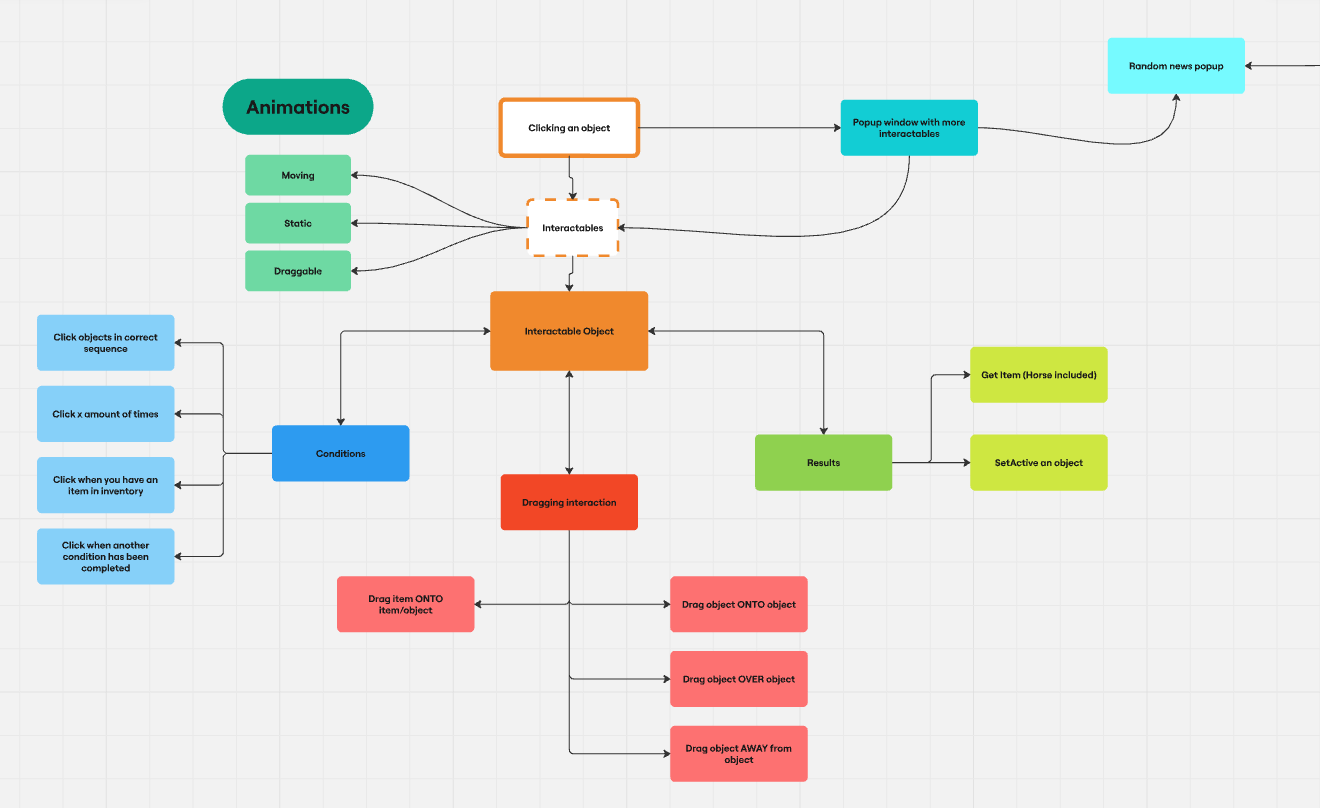 Random news popup
Animations
Clicking an object
Popup window with more
interactables
Moving
Static
Draggable
Interactables
Interactable Object
Click objects in correct
sequence
Click x amount of times
Click when you have an
item in inventory
Click when another
condition has been
completed
Conditions
Dragging interaction
Results
Get Item (Horse included)
SetActive an object
Drag item ONTO
item/object
Drag object ONTO object
Drag object OVER object
Drag object AWAY from
object